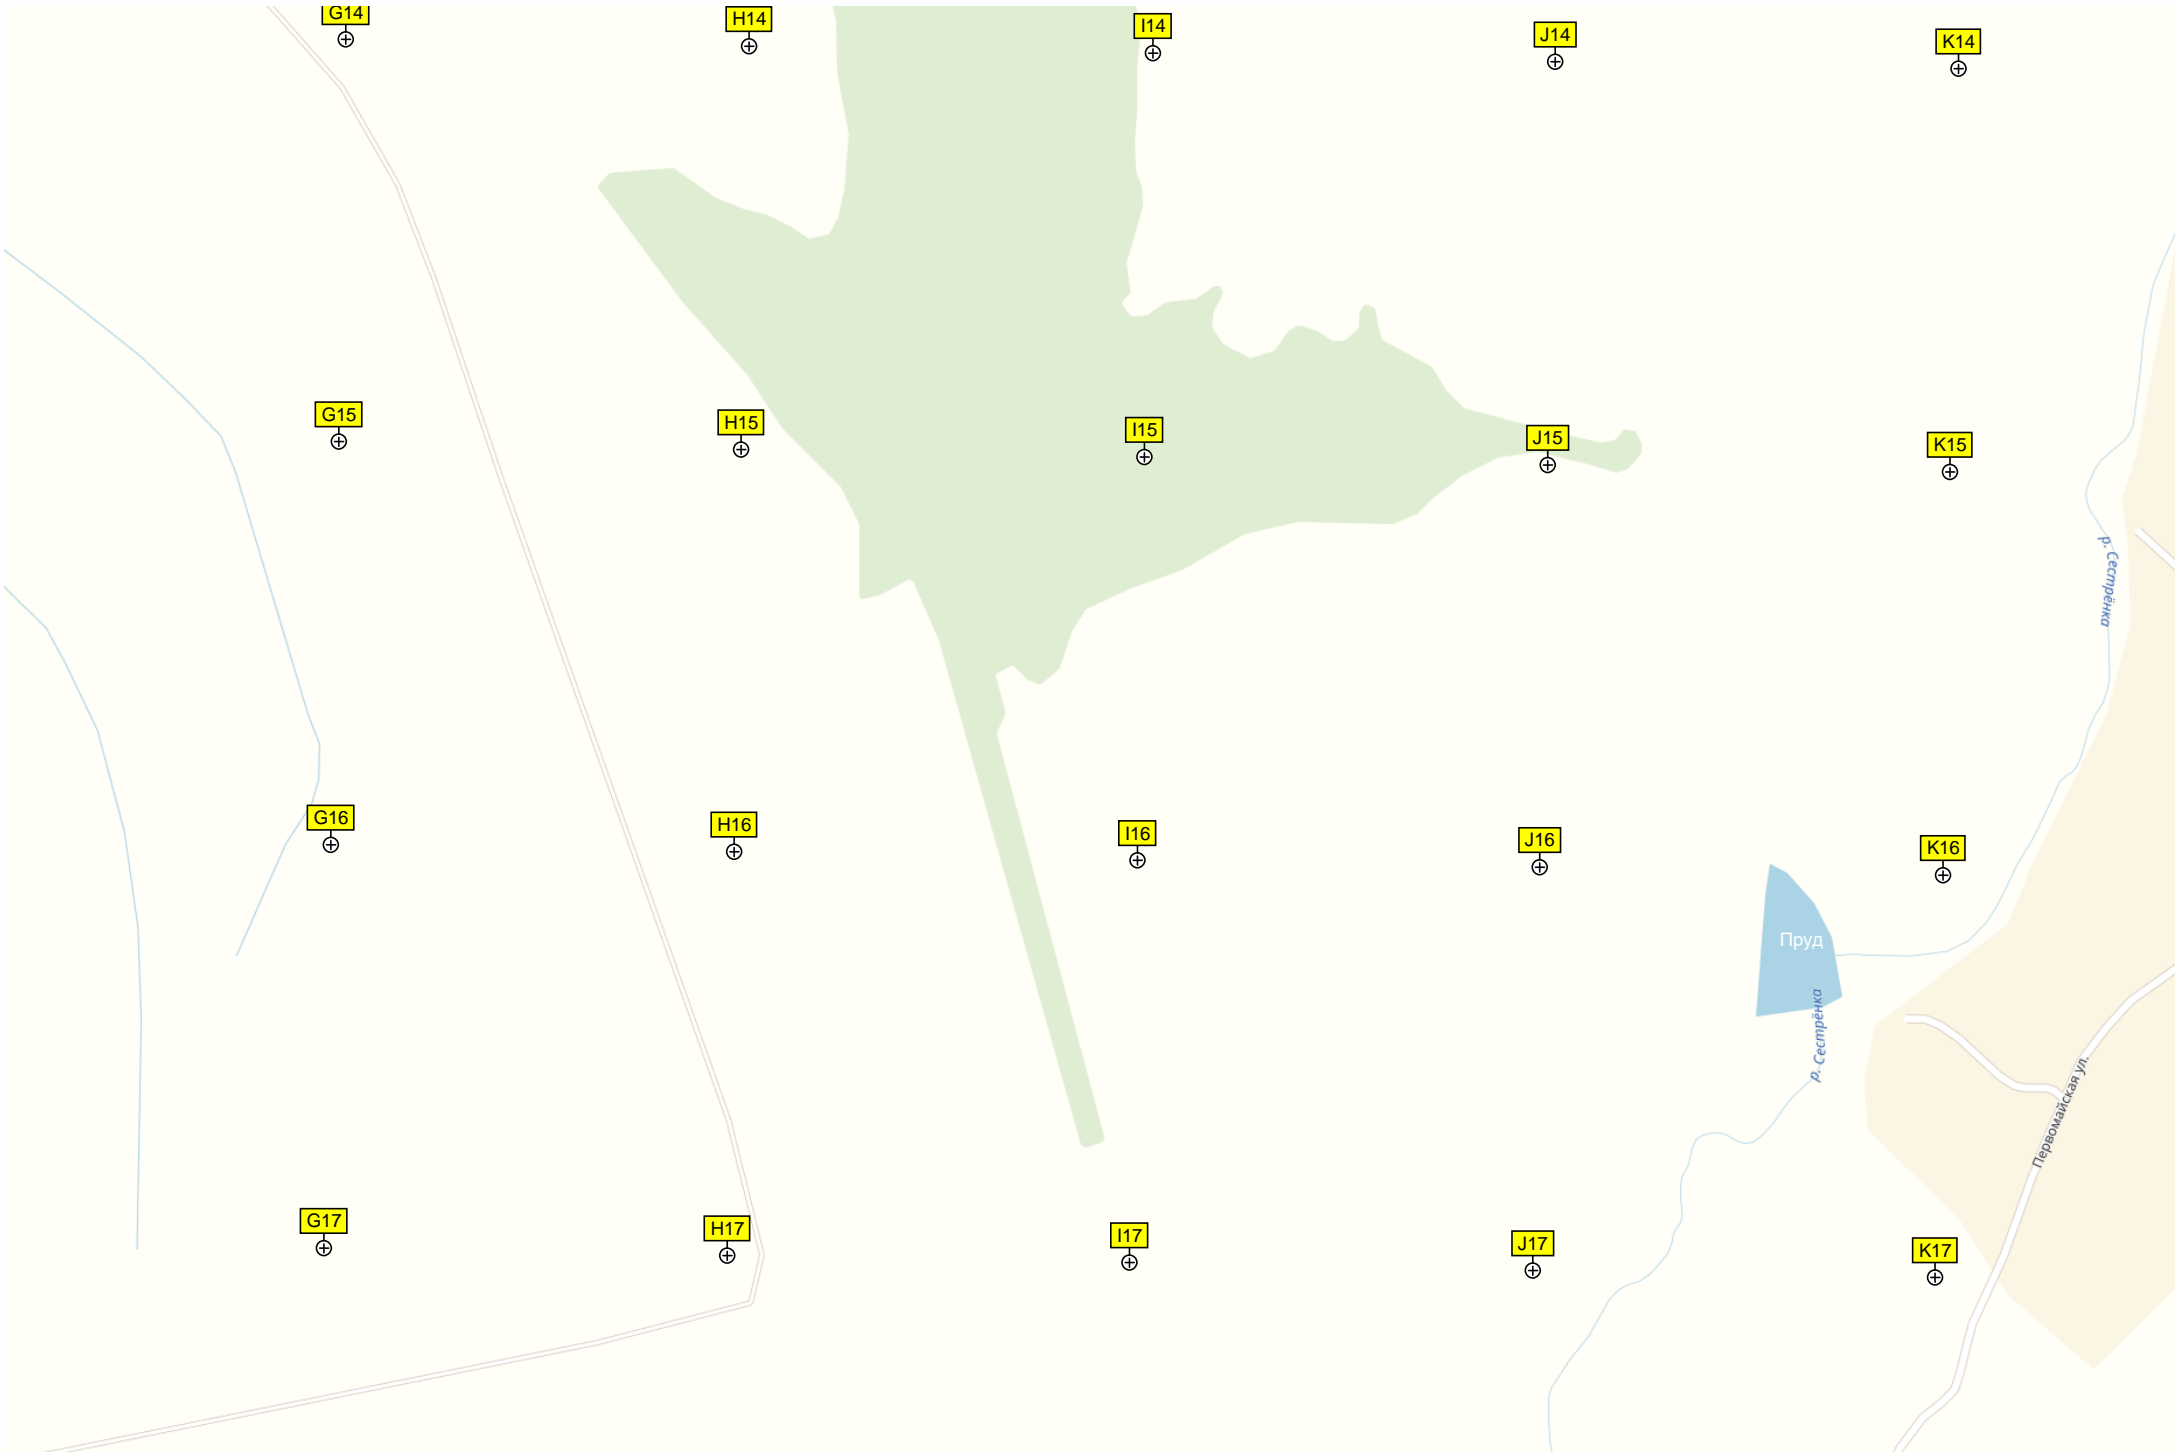 G14
H14
I14
J14
K14
G15
H15
I15
J15
K15
р. Сестрёнка
G16
H16
I16
J16
K16
Пруд
р. Сестрёнка
Первомайская ул.
G17
H17
I17
J17
K17